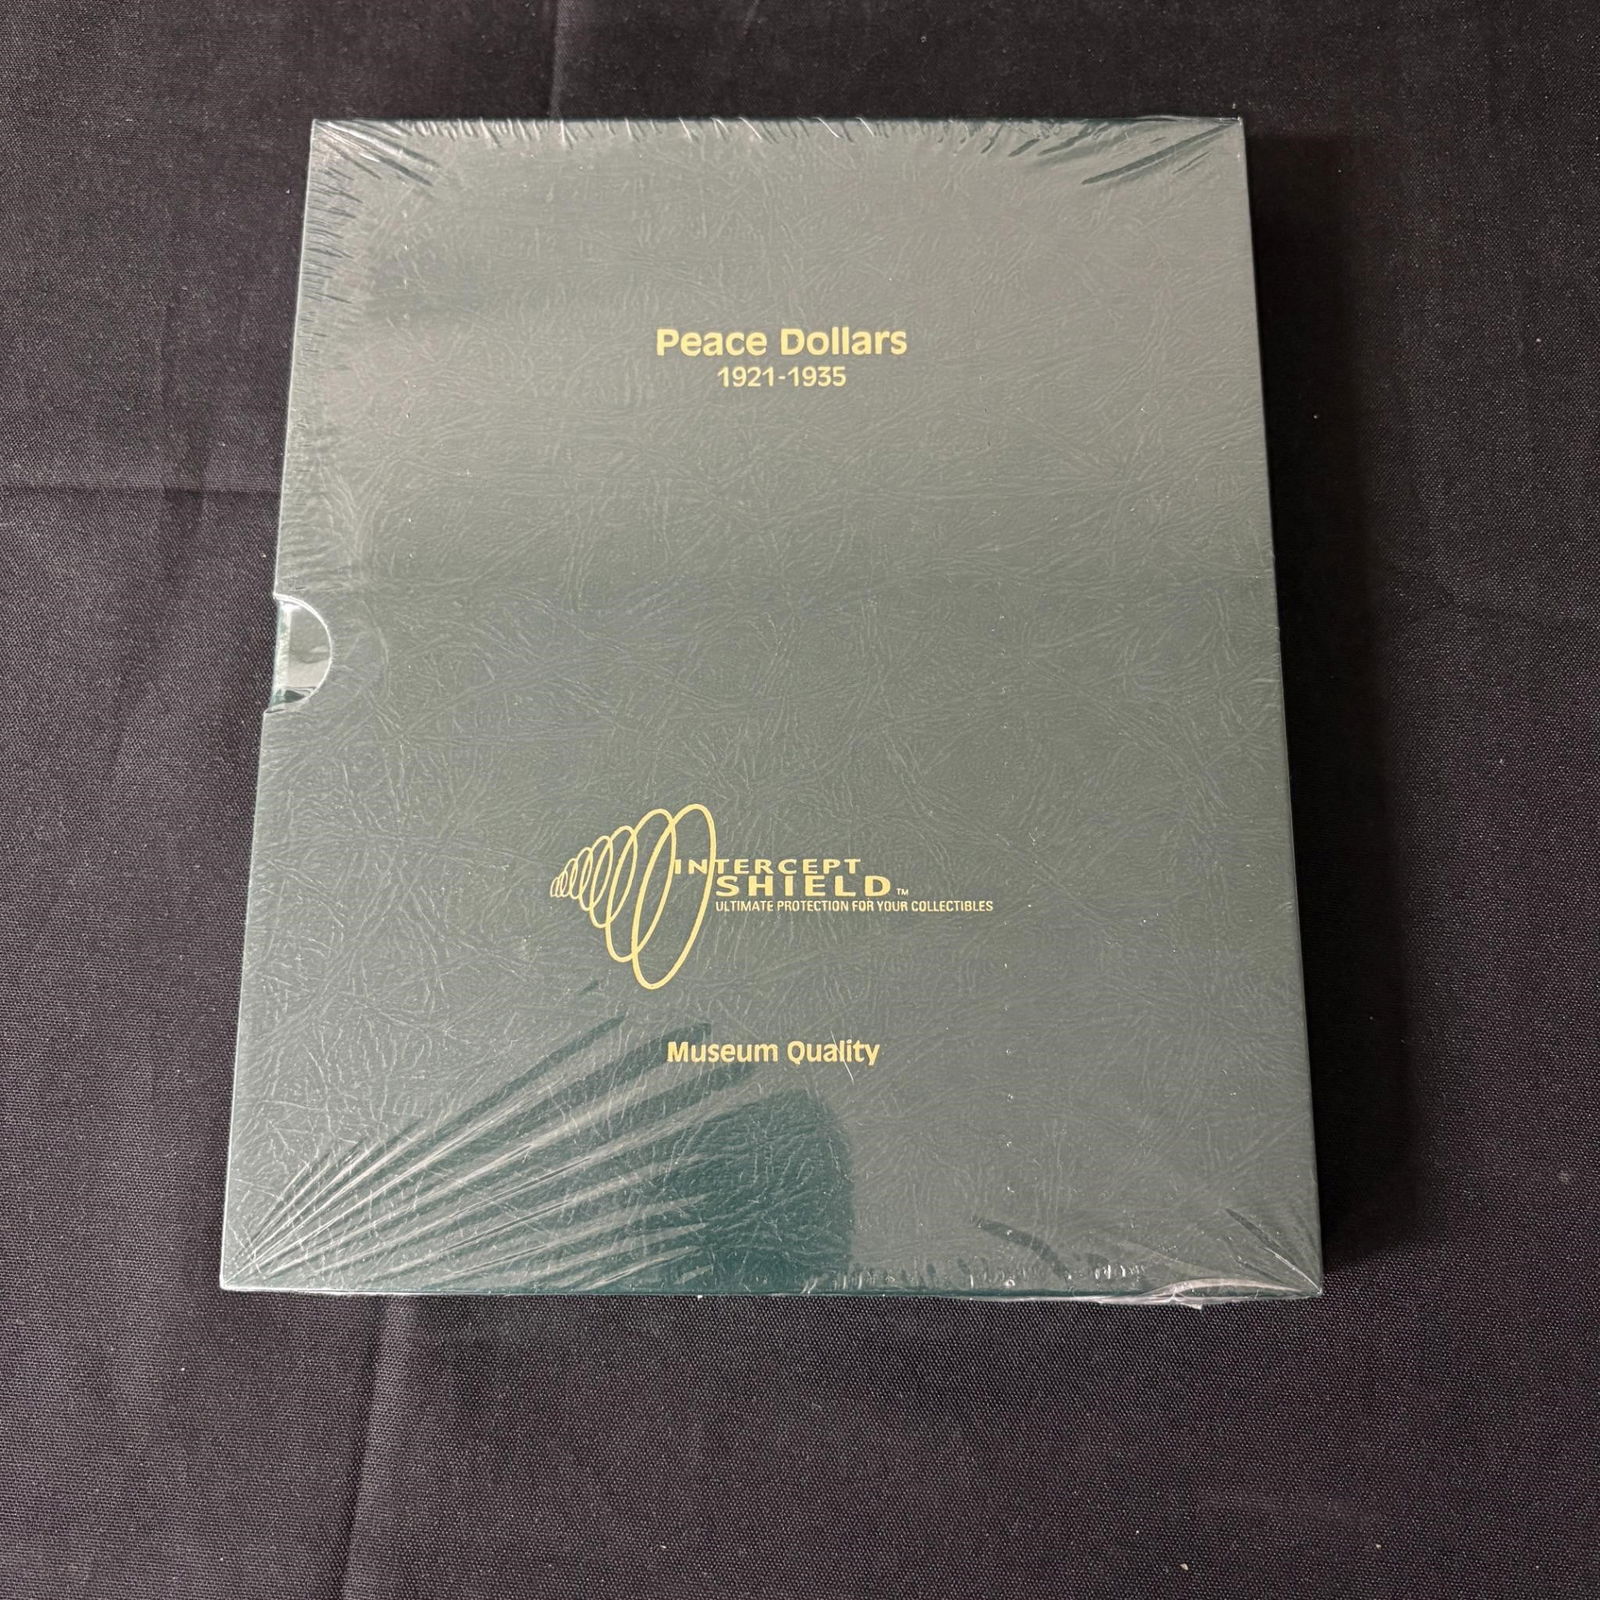 Peace Dollars
1921-1935
INTERCEPT
SHIELD™
ULTIMATE PROTECTION FOR YOUR COLLECTIBLES
Museum Quality